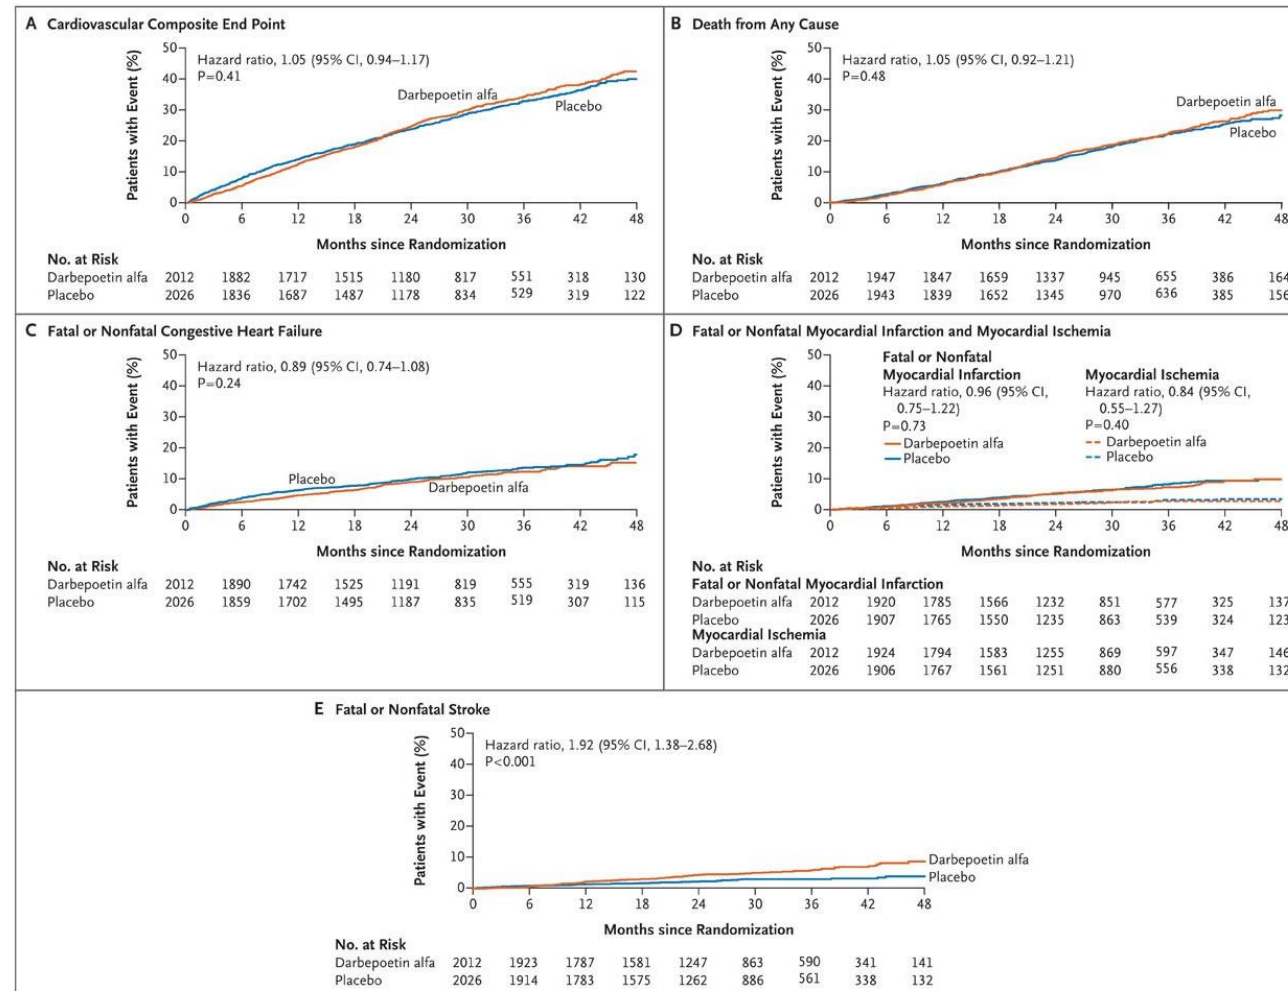 A Cardiovascular Composite End Point
Patients with Event (%)
50
40
30
20
10
0
Hazard ratio, 1.05 (95% CI, 0.94–1.17)
P=0.41
Darbepoetin alfa
Placebo
0 6 12 18 24 30 36 42 48
Months since Randomization
No. at Risk
Darbepoetin alfa 2012 1882 1717 1515 1180 817 551 318 130
Placebo 2026 1836 1687 1487 1178 834 529 319 122
B Death from Any Cause
Patients with Event (%)
50
40
30
20
10
0
Hazard ratio, 1.05 (95% CI, 0.92–1.21)
P=0.48
Darbepoetin alfa
Placebo
0 6 12 18 24 30 36 42 48
Months since Randomization
No. at Risk
Darbepoetin alfa 2012 1947 1847 1659 1337 945 655 386 164
Placebo 2026 1943 1839 1652 1345 970 636 385 156
C Fatal or Nonfatal Congestive Heart Failure
Patients with Event (%)
50
40
30
20
10
0
Hazard ratio, 0.89 (95% CI, 0.74–1.08)
P=0.24
Placebo
Darbepoetin alfa
0 6 12 18 24 30 36 42 48
Months since Randomization
No. at Risk
Darbepoetin alfa 2012 1890 1742 1525 1191 819 555 319 136
Placebo 2026 1859 1702 1495 1187 835 519 307 115
D Fatal or Nonfatal Myocardial Infarction and Myocardial Ischemia
Patients with Event (%)
50
40
30
20
10
0
Fatal or Nonfatal
Myocardial Infarction
Hazard ratio, 0.96 (95% CI,
0.75–1.22)
P=0.73
Darbepoetin alfa
Placebo
Myocardial Ischemia
Hazard ratio, 0.84 (95% CI,
0.55–1.27)
P=0.40
Darbepoetin alfa
Placebo
0 6 12 18 24 30 36 42 48
Months since Randomization
No. at Risk
Fatal or Nonfatal Myocardial Infarction
Darbepoetin alfa 2012 1920 1785 1566 1232 851 577 325 137
Placebo 2026 1907 1765 1550 1235 863 539 324 123
Myocardial Ischemia
Darbepoetin alfa 2012 1924 1794 1583 1255 869 597 347 146
Placebo 2026 1906 1767 1561 1251 880 556 338 132
E Fatal or Nonfatal Stroke
Patients with Event (%)
50
40
30
20
10
0
Hazard ratio, 1.92 (95% CI, 1.38–2.68)
P<0.001
Darbepoetin alfa
Placebo
0 6 12 18 24 30 36 42 48
Months since Randomization
No. at Risk
Darbepoetin alfa 2012 1923 1787 1581 1247 863 590 341 141
Placebo 2026 1914 1783 1575 1262 886 561 338 132